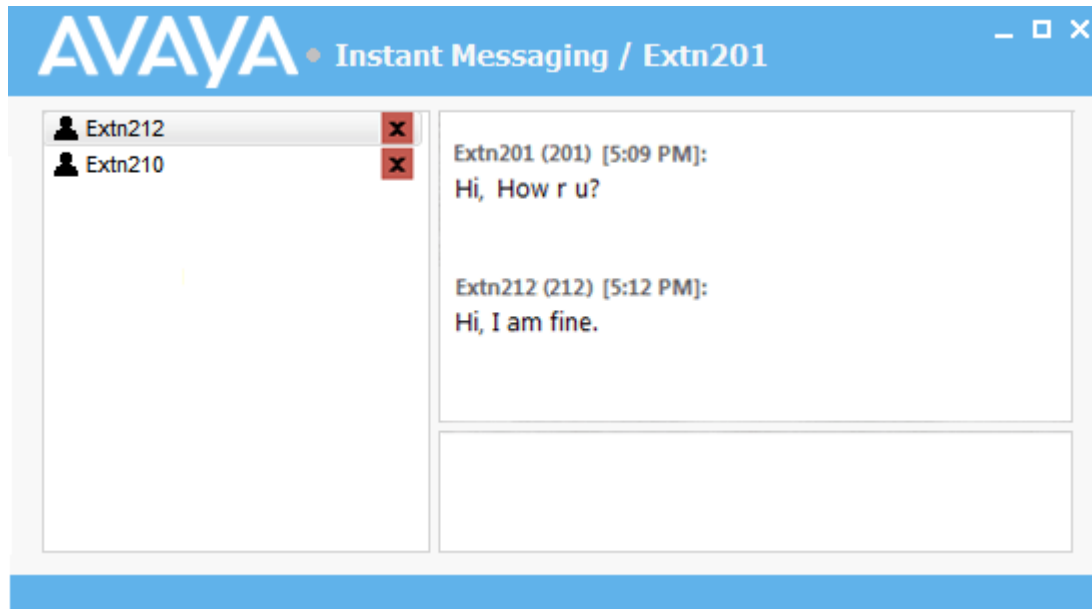 AVAYA • Instant Messaging / Extn201
Extn212
Extn210
Extn201 (201) [5:09 PM]:
Hi, How r u?
Extn212 (212) [5:12 PM]:
Hi, I am fine.